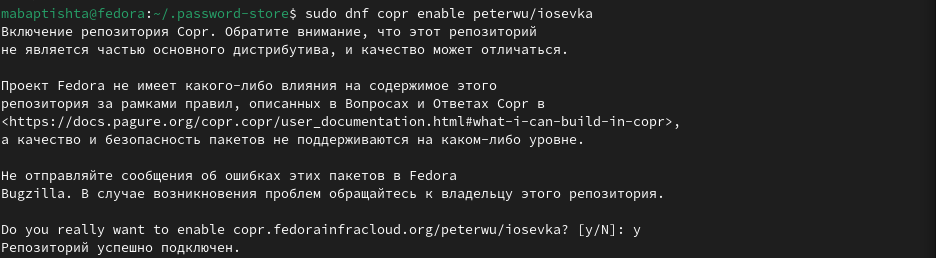 mabaptishta@fedora:~/.password-store$ sudo dnf copr enable peterwu/iosevka
Включение репозитория Copr. Обратите внимание, что этот репозиторий
не является частью основного дистрибутива, и качество может отличаться.
Проект Fedora не имеет какого-либо влияния на содержимое этого
репозитория за рамками правил, описанных в Вопросах и Ответах Copr в
<https://docs.pagure.org/copr.copr/user_documentation.html#what-i-can-build-in-copr>,
а качество и безопасность пакетов не поддерживаются на каком-либо уровне.
Не отправляйте сообщения об ошибках этих пакетов в Fedora
Bugzilla. В случае возникновения проблем обращайтесь к владельцу этого репозитория.
Do you really want to enable copr.fedorainfracloud.org/peterwu/iosevka? [y/N]: y
Репозиторий успешно подключен.